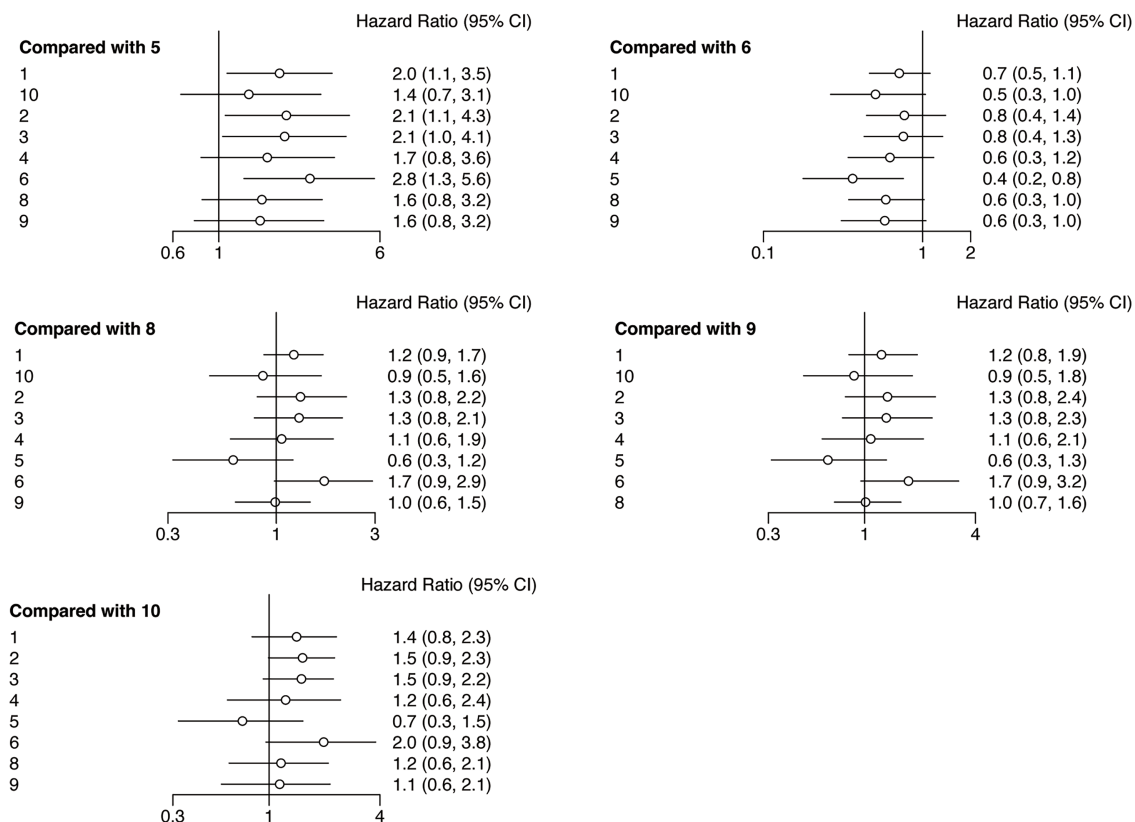 Hazard Ratio (95% CI)
Compared with 5
1 2.0 (1.1, 3.5)
10 1.4 (0.7, 3.1)
2 2.1 (1.1, 4.3)
3 2.1 (1.0, 4.1)
4 1.7 (0.8, 3.6)
6 2.8 (1.3, 5.6)
8 1.6 (0.8, 3.2)
9 1.6 (0.8, 3.2)
0.6 1 6
Hazard Ratio (95% CI)
Compared with 6
1 0.7 (0.5, 1.1)
10 0.5 (0.3, 1.0)
2 0.8 (0.4, 1.4)
3 0.8 (0.4, 1.3)
4 0.6 (0.3, 1.2)
5 0.4 (0.2, 0.8)
8 0.6 (0.3, 1.0)
9 0.6 (0.3, 1.0)
0.1 1 2
Hazard Ratio (95% CI)
Compared with 8
1 1.2 (0.9, 1.7)
10 0.9 (0.5, 1.6)
2 1.3 (0.8, 2.2)
3 1.3 (0.8, 2.1)
4 1.1 (0.6, 1.9)
5 0.6 (0.3, 1.2)
6 1.7 (0.9, 2.9)
9 1.0 (0.6, 1.5)
0.3 1 3
Hazard Ratio (95% CI)
Compared with 9
1 1.2 (0.8, 1.9)
10 0.9 (0.5, 1.8)
2 1.3 (0.8, 2.4)
3 1.3 (0.8, 2.3)
4 1.1 (0.6, 2.1)
5 0.6 (0.3, 1.3)
6 1.7 (0.9, 3.2)
8 1.0 (0.7, 1.6)
0.3 1 4
Hazard Ratio (95% CI)
Compared with 10
1 1.4 (0.8, 2.3)
2 1.5 (0.9, 2.3)
3 1.5 (0.9, 2.2)
4 1.2 (0.6, 2.4)
5 0.7 (0.3, 1.5)
6 2.0 (0.9, 3.8)
8 1.2 (0.6, 2.1)
9 1.1 (0.6, 2.1)
0.3 1 4